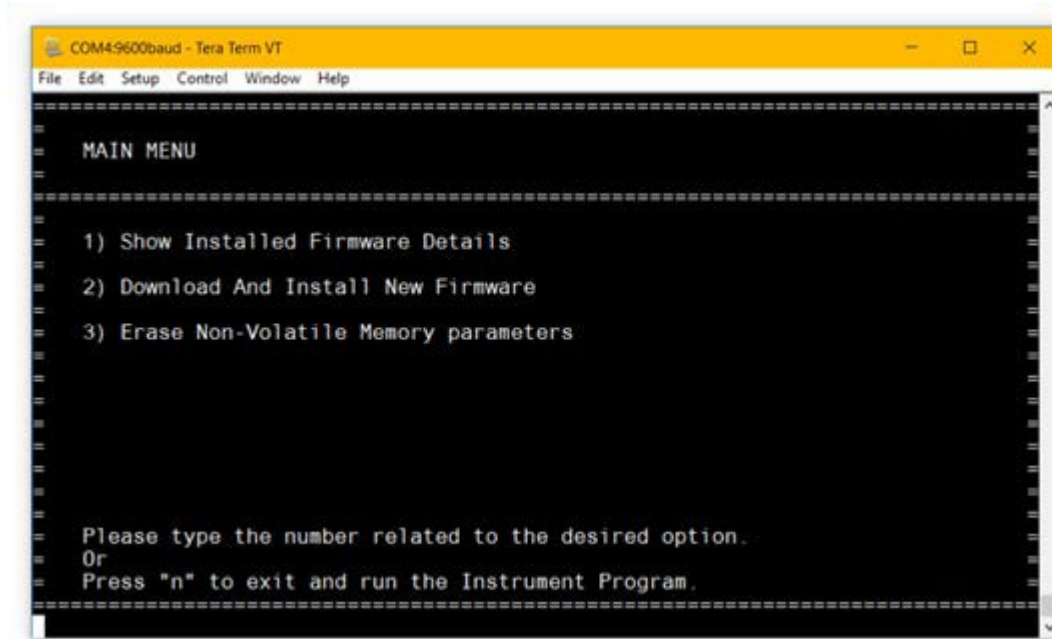 COM4:9600baud - Tera Term VT
File Edit Setup Control Window Help
================================================================================
=                                                                              =
=    MAIN MENU                                                                 =
=                                                                              =
================================================================================
=                                                                              =
=    1) Show Installed Firmware Details                                        =
=                                                                              =
=    2) Download And Install New Firmware                                      =
=                                                                              =
=    3) Erase Non-Volatile Memory parameters                                   =
=                                                                              =
=                                                                              =
=                                                                              =
=                                                                              =
=                                                                              =
=                                                                              =
=                                                                              =
=                                                                              =
=    Please type the number related to the desired option.                     =
=    Or                                                                        =
=    Press "n" to exit and run the Instrument Program.                         =
================================================================================